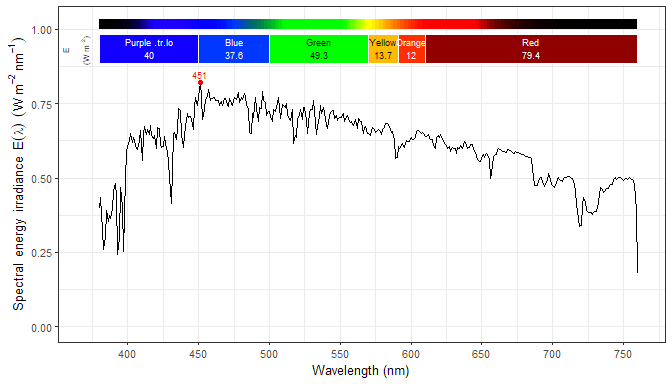 1.00
0.75
0.50
0.25
0.00
Spectral energy irradiance E(λ) (W m⁻² nm⁻¹)
E
(W m⁻²)
Purple .tr.lo
40
Blue
37.6
Green
49.3
Yellow
13.7
Orange
12
Red
79.4
451
400 450 500 550 600 650 700 750
Wavelength (nm)